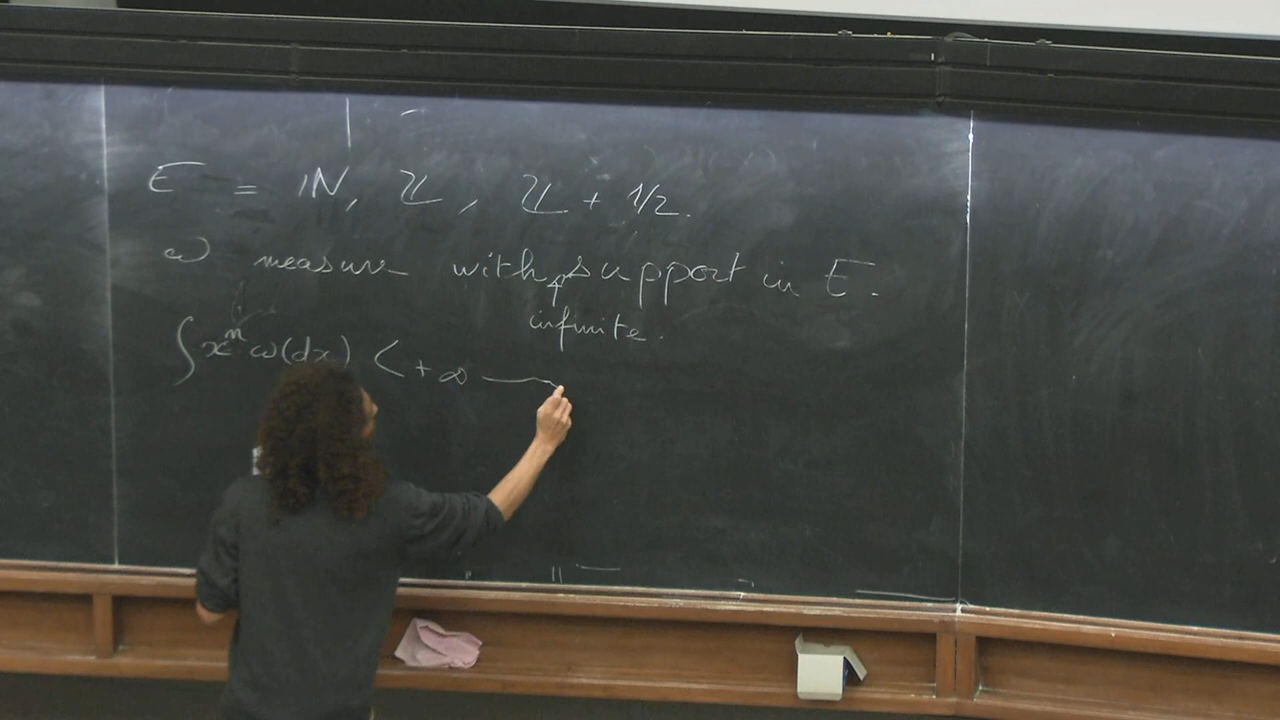 E = ℕ, ℤ, ℤ + 1/2.
ω measure with support in E.
infinite.
∫ xⁿ ω(dx) < +∞